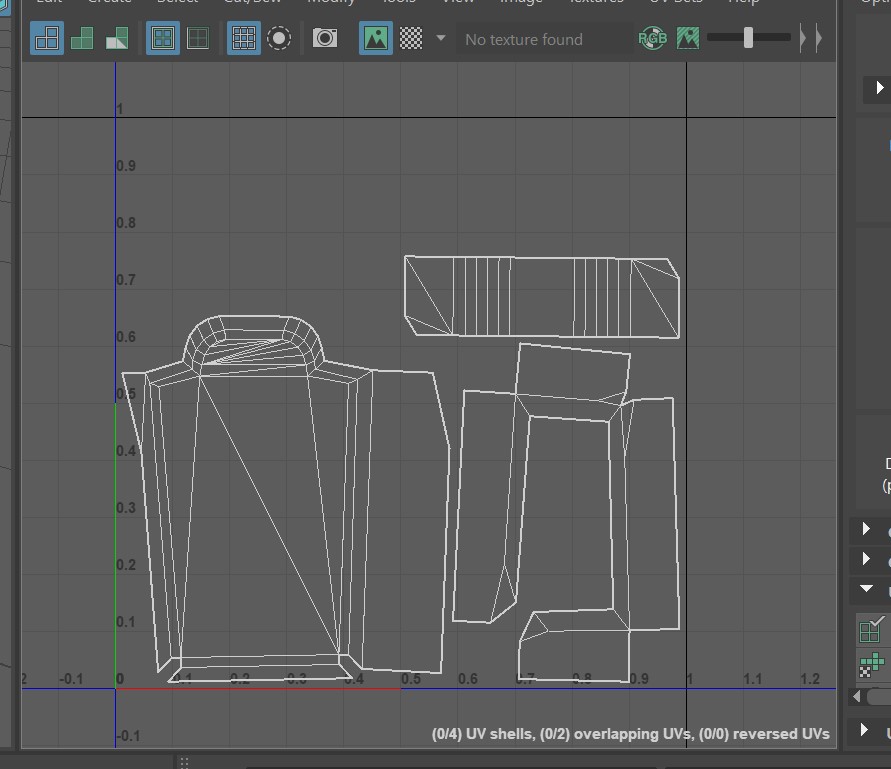 Edit Create Select Cut/Sew Modify Tools View Image Textures UV Sets Help
No texture found
RGB
1
0.9
0.8
0.7
0.6
0.5
0.4
0.3
0.2
0.1
2 -0.1 0 0.1 0.2 0.3 0.4 0.5 0.6 0.7 0.8 0.9 1 1.1 1.2
-0.1
(0/4) UV shells, (0/2) overlapping UVs, (0/0) reversed UVs